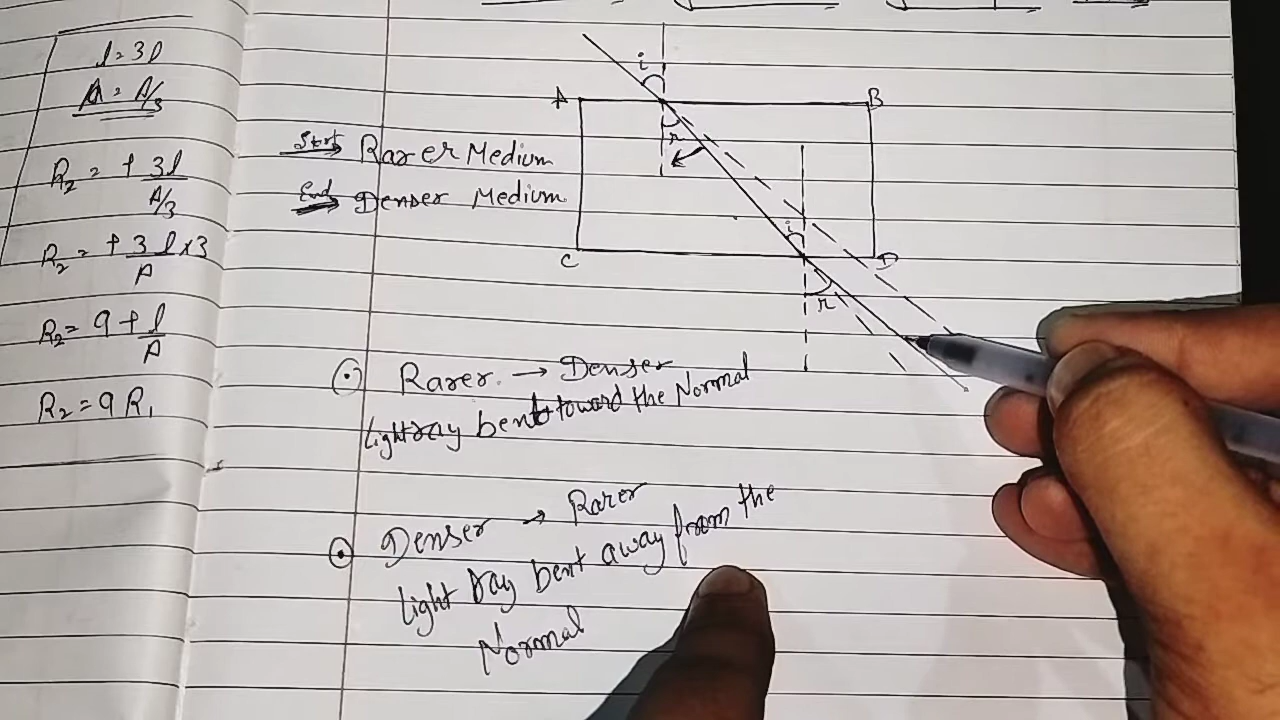 l = 3l
A = A/3
R₂ = ρ 3l
A/3
R₂ = ρ 3l×3
A
R₂ = 9 ρ l
A
R₂ = 9 R₁
i
A
B
r
Start → Rarer Medium
End → Denser Medium
i
C
D
r
⊙ Rarer. → Denser
light ray bent toward the Normal
⊙ Denser → Rarer
light ray bent away from the
Normal